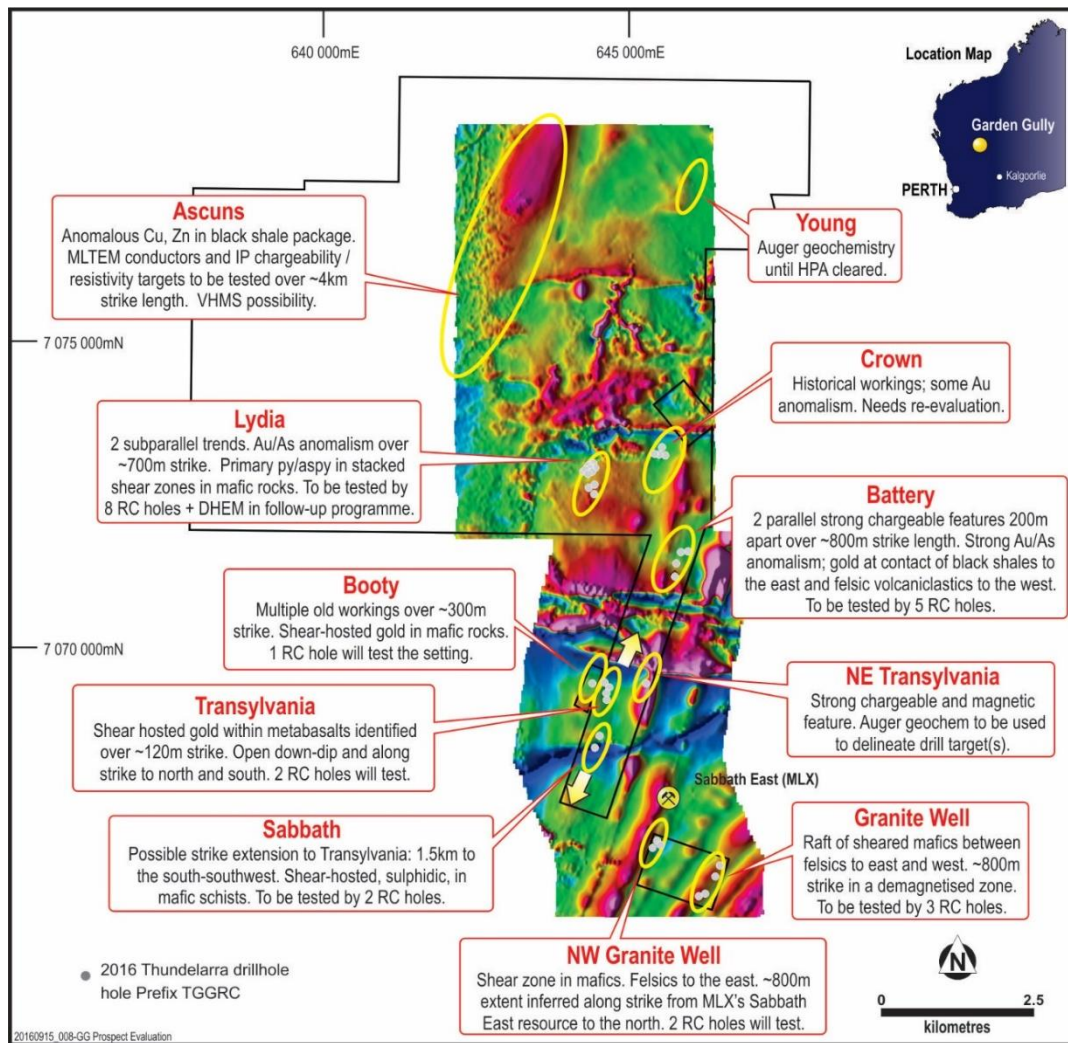 640 000mE
645 000mE
Location Map
Garden Gully
Kalgoorlie
PERTH
Ascuns
Anomalous Cu, Zn in black shale package.
MLTEM conductors and IP chargeability /
resistivity targets to be tested over ~4km
strike length. VHMS possibility.
Young
Auger geochemistry
until HPA cleared.
7 075 000mN
Crown
Historical workings; some Au
anomalism. Needs re-evaluation.
Lydia
2 subparallel trends. Au/As anomalism over
~700m strike. Primary py/aspy in stacked
shear zones in mafic rocks. To be tested by
8 RC holes + DHEM in follow-up programme.
Battery
2 parallel strong chargeable features 200m
apart over ~800m strike length. Strong Au/As
anomalism; gold at contact of black shales to
the east and felsic volcaniclastics to the west.
To be tested by 5 RC holes.
Booty
Multiple old workings over ~300m
strike. Shear-hosted gold in mafic rocks.
1 RC hole will test the setting.
7 070 000mN
NE Transylvania
Strong chargeable and magnetic
feature. Auger geochem to be used
to delineate drill target(s).
Transylvania
Shear hosted gold within metabasalts identified
over ~120m strike. Open down-dip and along
strike to north and south. 2 RC holes will test.
Sabbath East (MLX)
Sabbath
Possible strike extension to Transylvania: 1.5km to
the south-southwest. Shear-hosted, sulphidic, in
mafic schists. To be tested by 2 RC holes.
Granite Well
Raft of sheared mafics between
felsics to east and west. ~800m
strike in a demagnetised zone.
To be tested by 3 RC holes.
NW Granite Well
Shear zone in mafics. Felsics to the east. ~800m
extent inferred along strike from MLX's Sabbath
East resource to the north. 2 RC holes will test.
2016 Thundelarra drillhole
hole Prefix TGGRC
N
0 2.5
kilometres
20160915_008-GG Prospect Evaluation